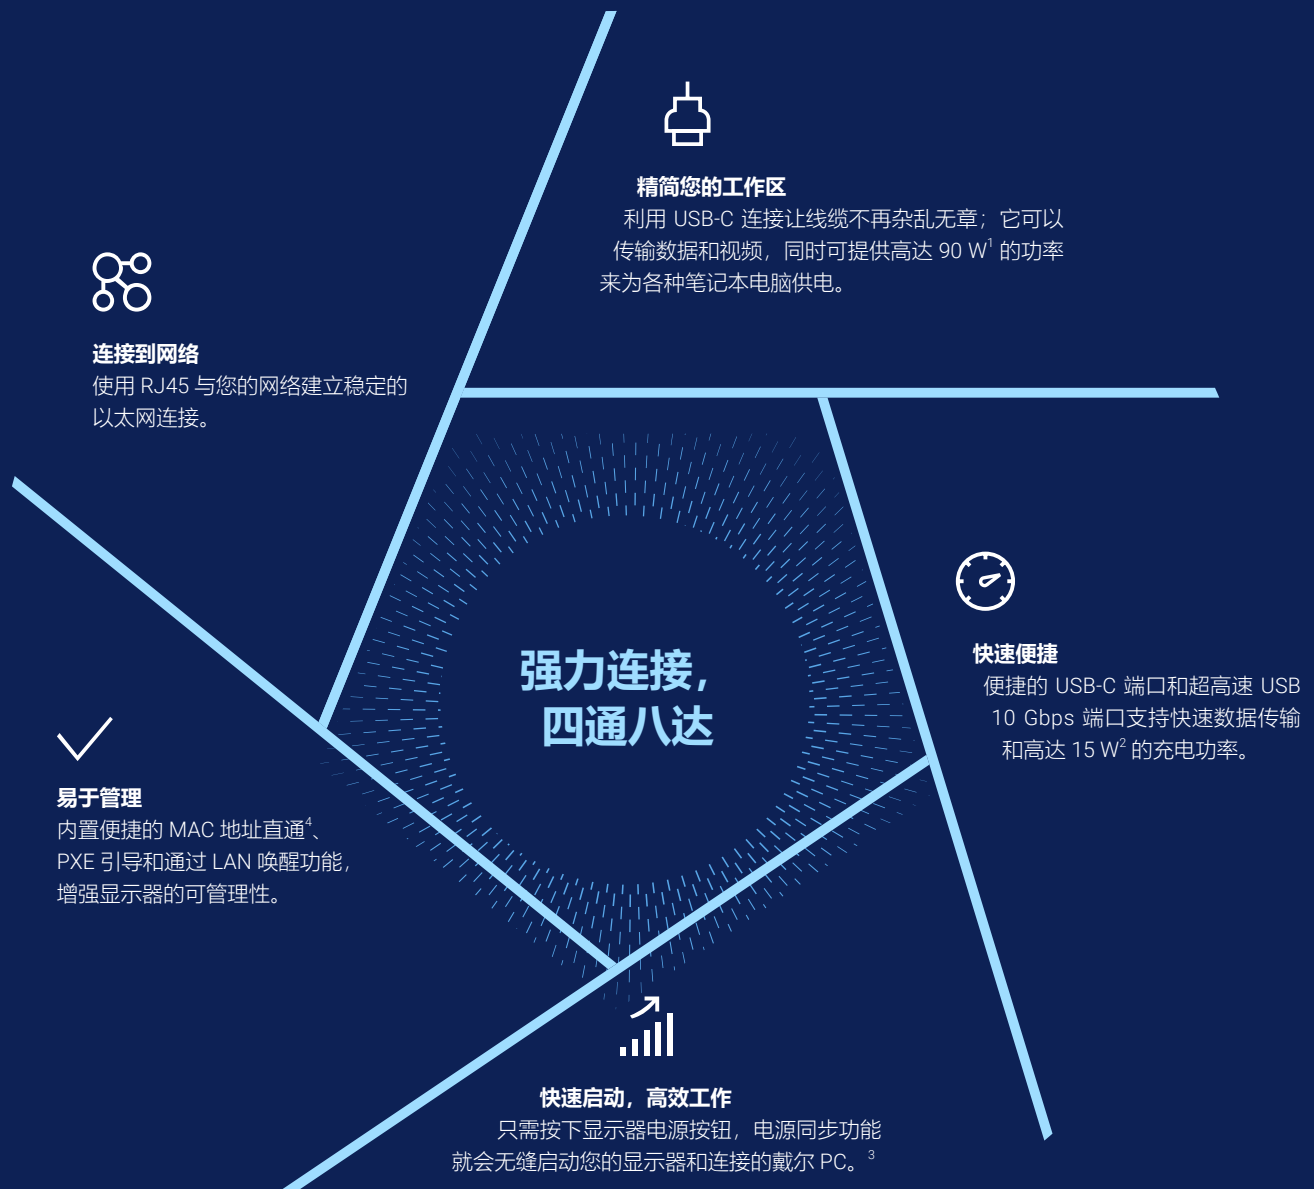 精简您的工作区
利用 USB-C 连接让线缆不再杂乱无章；它可以
传输数据和视频，同时可提供高达 90 W1 的功率
来为各种笔记本电脑供电。
连接到网络
使用 RJ45 与您的网络建立稳定的
以太网连接。
强力连接，
四通八达
快速便捷
便捷的 USB-C 端口和超高速 USB
10 Gbps 端口支持快速数据传输
和高达 15 W2 的充电功率。
易于管理
内置便捷的 MAC 地址直通4、
PXE 引导和通过 LAN 唤醒功能，
增强显示器的可管理性。
快速启动，高效工作
只需按下显示器电源按钮，电源同步功能
就会无缝启动您的显示器和连接的戴尔 PC。3